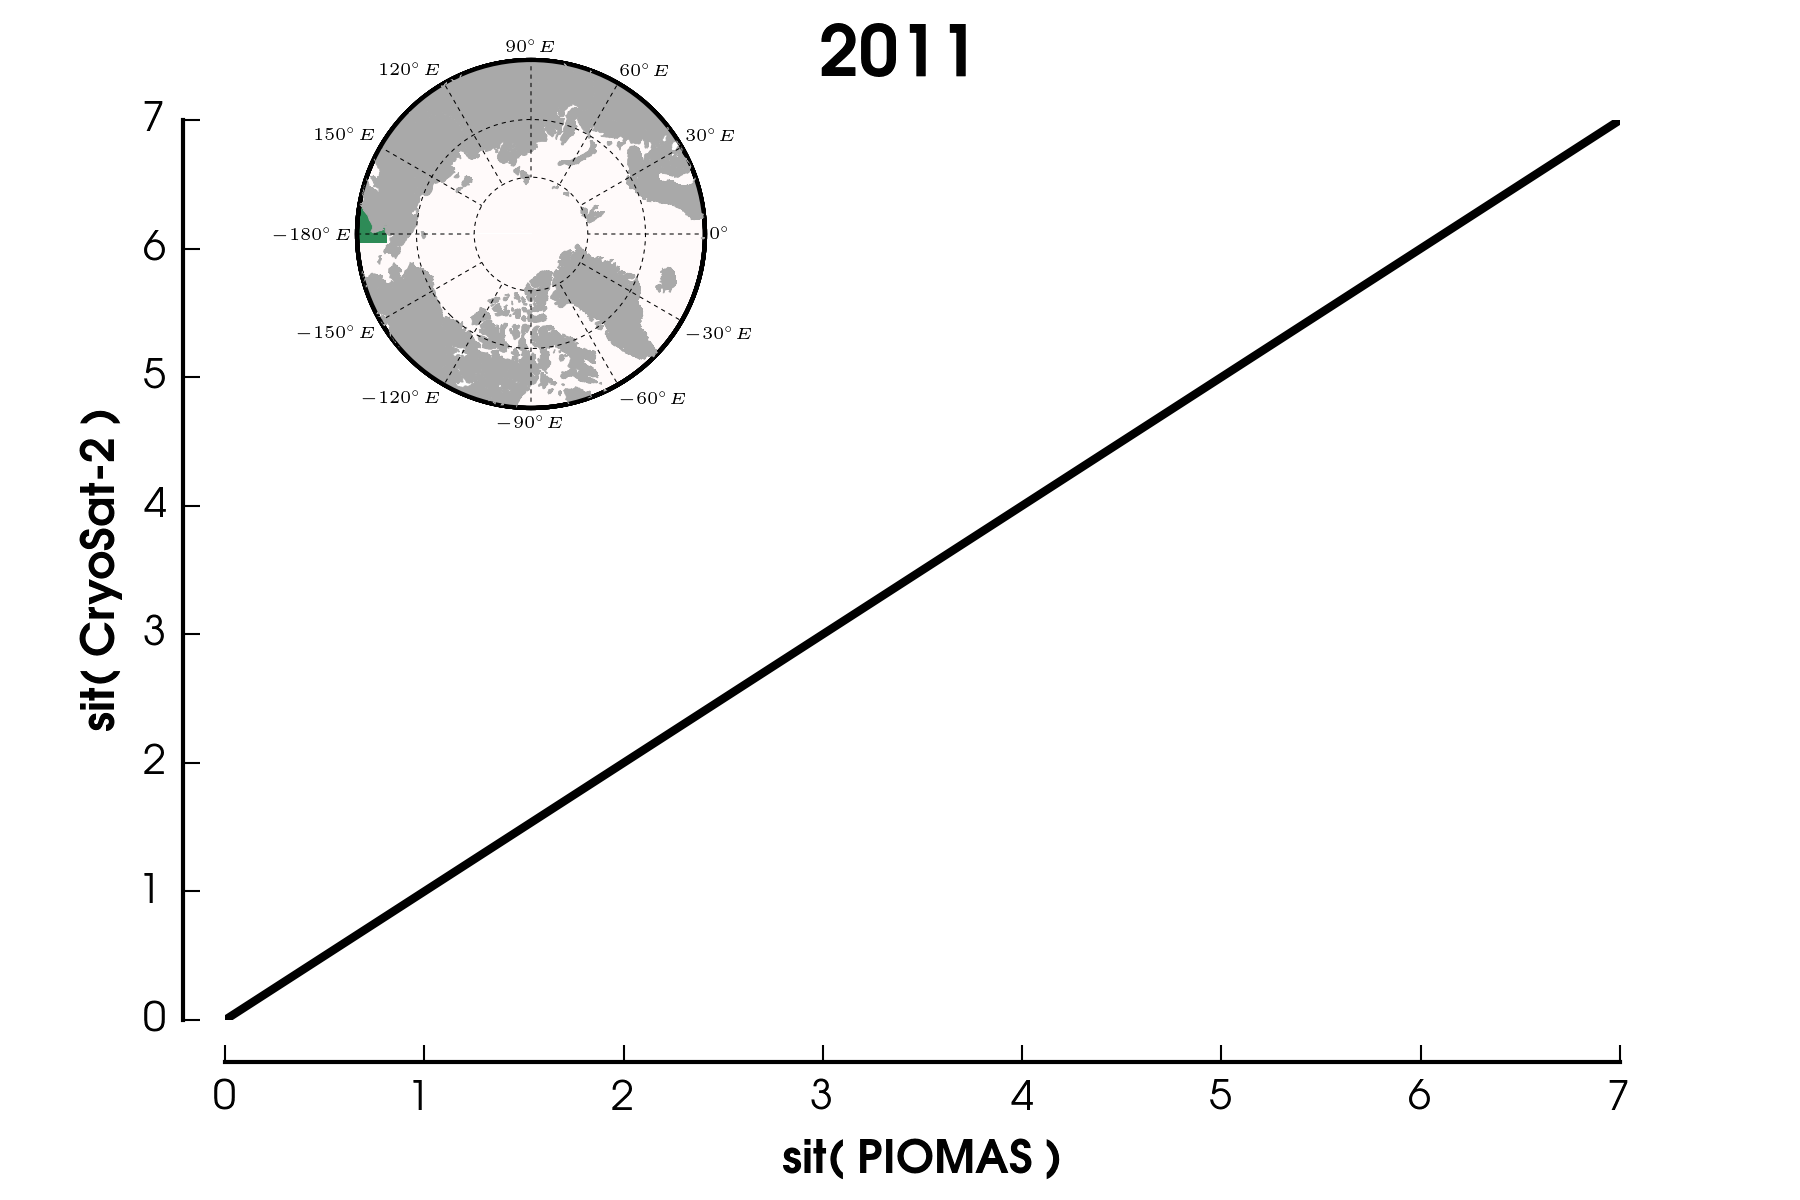 2011
90° E
120° E
60° E
150° E
30° E
−180° E
0°
−150° E
−30° E
−120° E
−60° E
−90° E
7
6
5
4
3
2
1
0
sit( CryoSat-2 )
0 1 2 3 4 5 6 7
sit( PIOMAS )